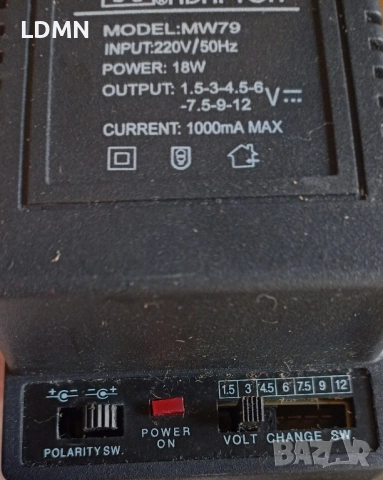 LDMN
MODEL:MW79
INPUT:220V/50Hz
POWER: 18W
OUTPUT: 1.5-3-4.5-6
-7.5-9-12 V
CURRENT: 1000mA MAX
1.5 3 4.5 6 7.5 9 12
POLARITY SW.
POWER
ON
VOLT CHANGE SW.
BAZAR